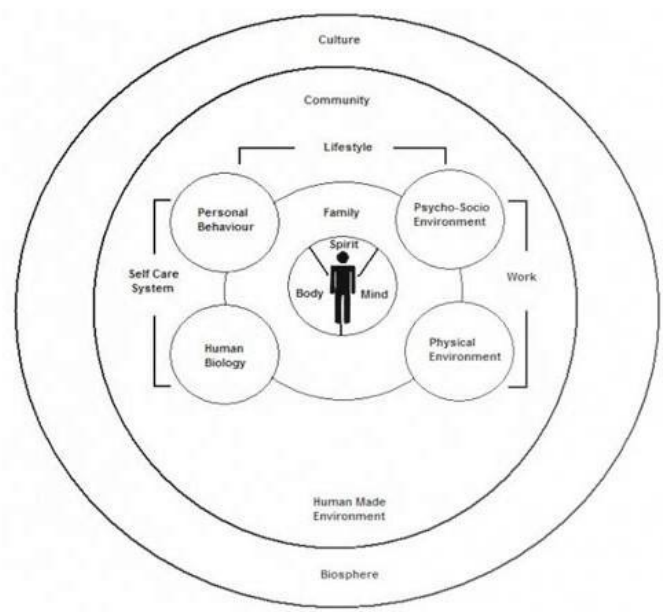 Culture
Community
Lifestyle
Personal
Behaviour
Family
Psycho-Socio
Environment
Spirit
Self Care
System
Body
Mind
Work
Human
Biology
Physical
Environment
Human Made
Environment
Biosphere